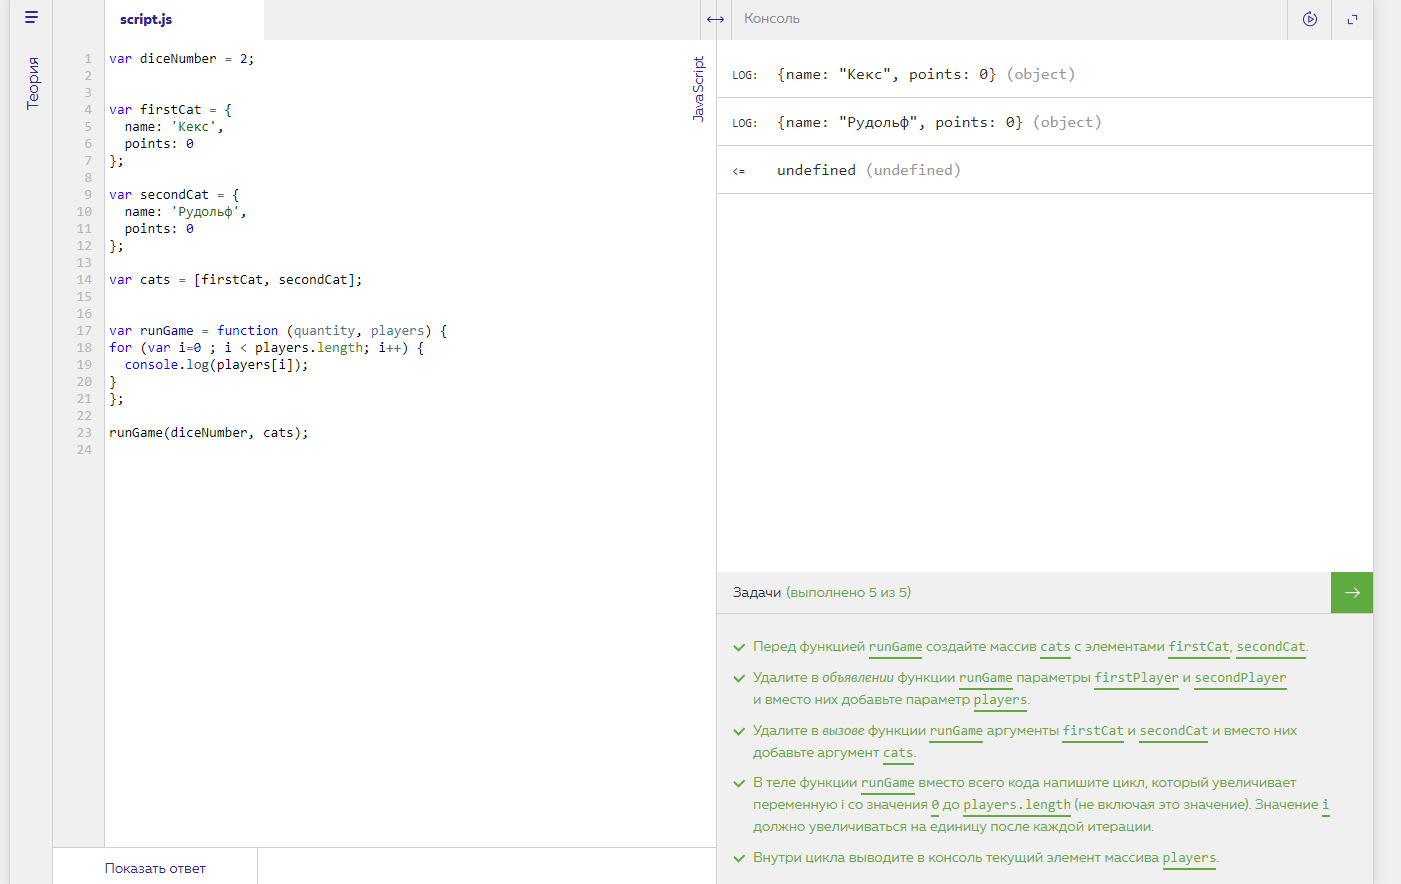 script.js
Консоль
Теория
JavaScript
1 var diceNumber = 2;
2
3
4 var firstCat = {
5 name: 'Кекс',
6 points: 0
7 };
8
9 var secondCat = {
10 name: 'Рудольф',
11 points: 0
12 };
13
14 var cats = [firstCat, secondCat];
15
16
17 var runGame = function (quantity, players) {
18 for (var i=0 ; i < players.length; i++) {
19 console.log(players[i]);
20 }
21 };
22
23 runGame(diceNumber, cats);
24
Показать ответ
LOG: {name: "Кекс", points: 0} (object)
LOG: {name: "Рудольф", points: 0} (object)
<= undefined (undefined)
Задачи (выполнено 5 из 5)
Перед функцией runGame создайте массив cats с элементами firstCat, secondCat.
Удалите в объявлении функции runGame параметры firstPlayer и secondPlayer
и вместо них добавьте параметр players.
Удалите в вызове функции runGame аргументы firstCat и secondCat и вместо них
добавьте аргумент cats.
В теле функции runGame вместо всего кода напишите цикл, который увеличивает
переменную i со значения 0 до players.length (не включая это значение). Значение i
должно увеличиваться на единицу после каждой итерации.
Внутри цикла выводите в консоль текущий элемент массива players.